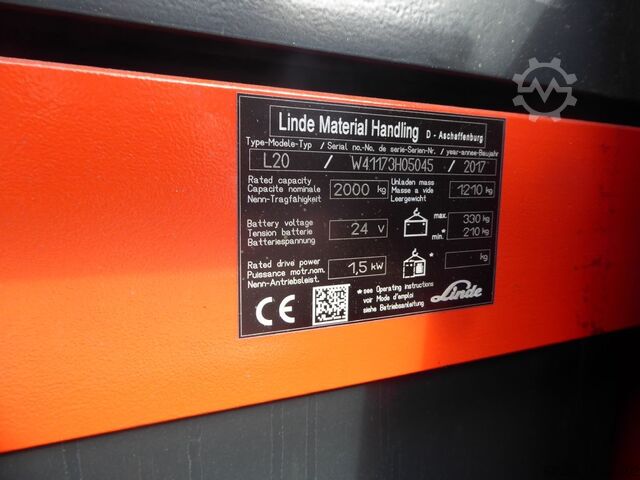 Linde Material Handling D - Aschaffenburg
Type-Modele-Typ / Serial no.-No. de serie-Serien-Nr. / year-annee-Baujahr
L20 / W41173H05045 / 2017
Rated capacity
Capacite nominale
Nenn-Tragfähigkeit
2000 kg
Unladen mass
Masse a vide
Leergewicht
1210 kg
Battery voltage
Tension batterie
Batteriespannung
24 V
max. 330 kg
min.* 210 kg
Rated drive power
Puissance motr.nom.
Nenn-Antriebsleist.
1,5 kW
*
kg
* see Operating instructions
voir Mode d'emploi
siehe Betriebsanleitung
CE
Linde